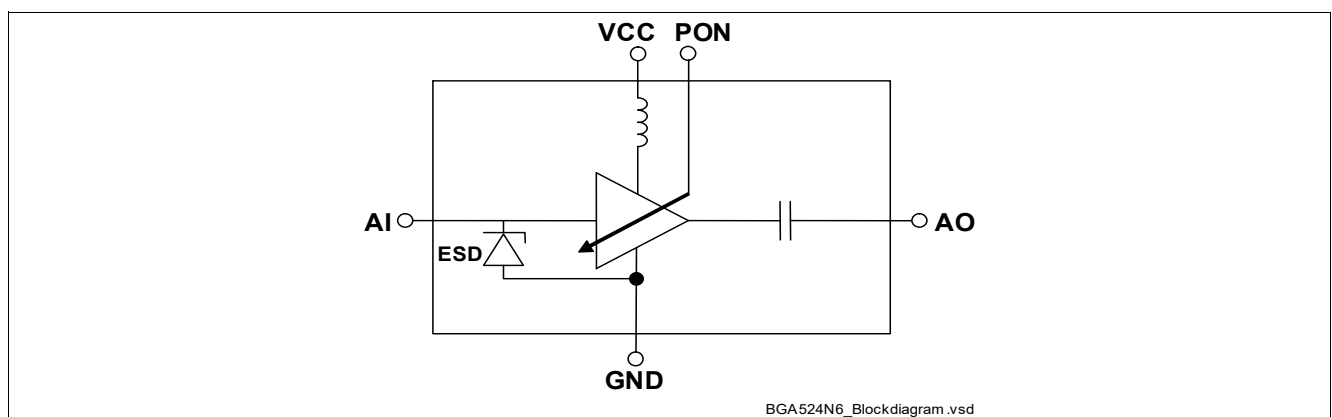 VCC PON
AI
ESD
AO
GND
BGA524N6_Blockdiagram.vsd